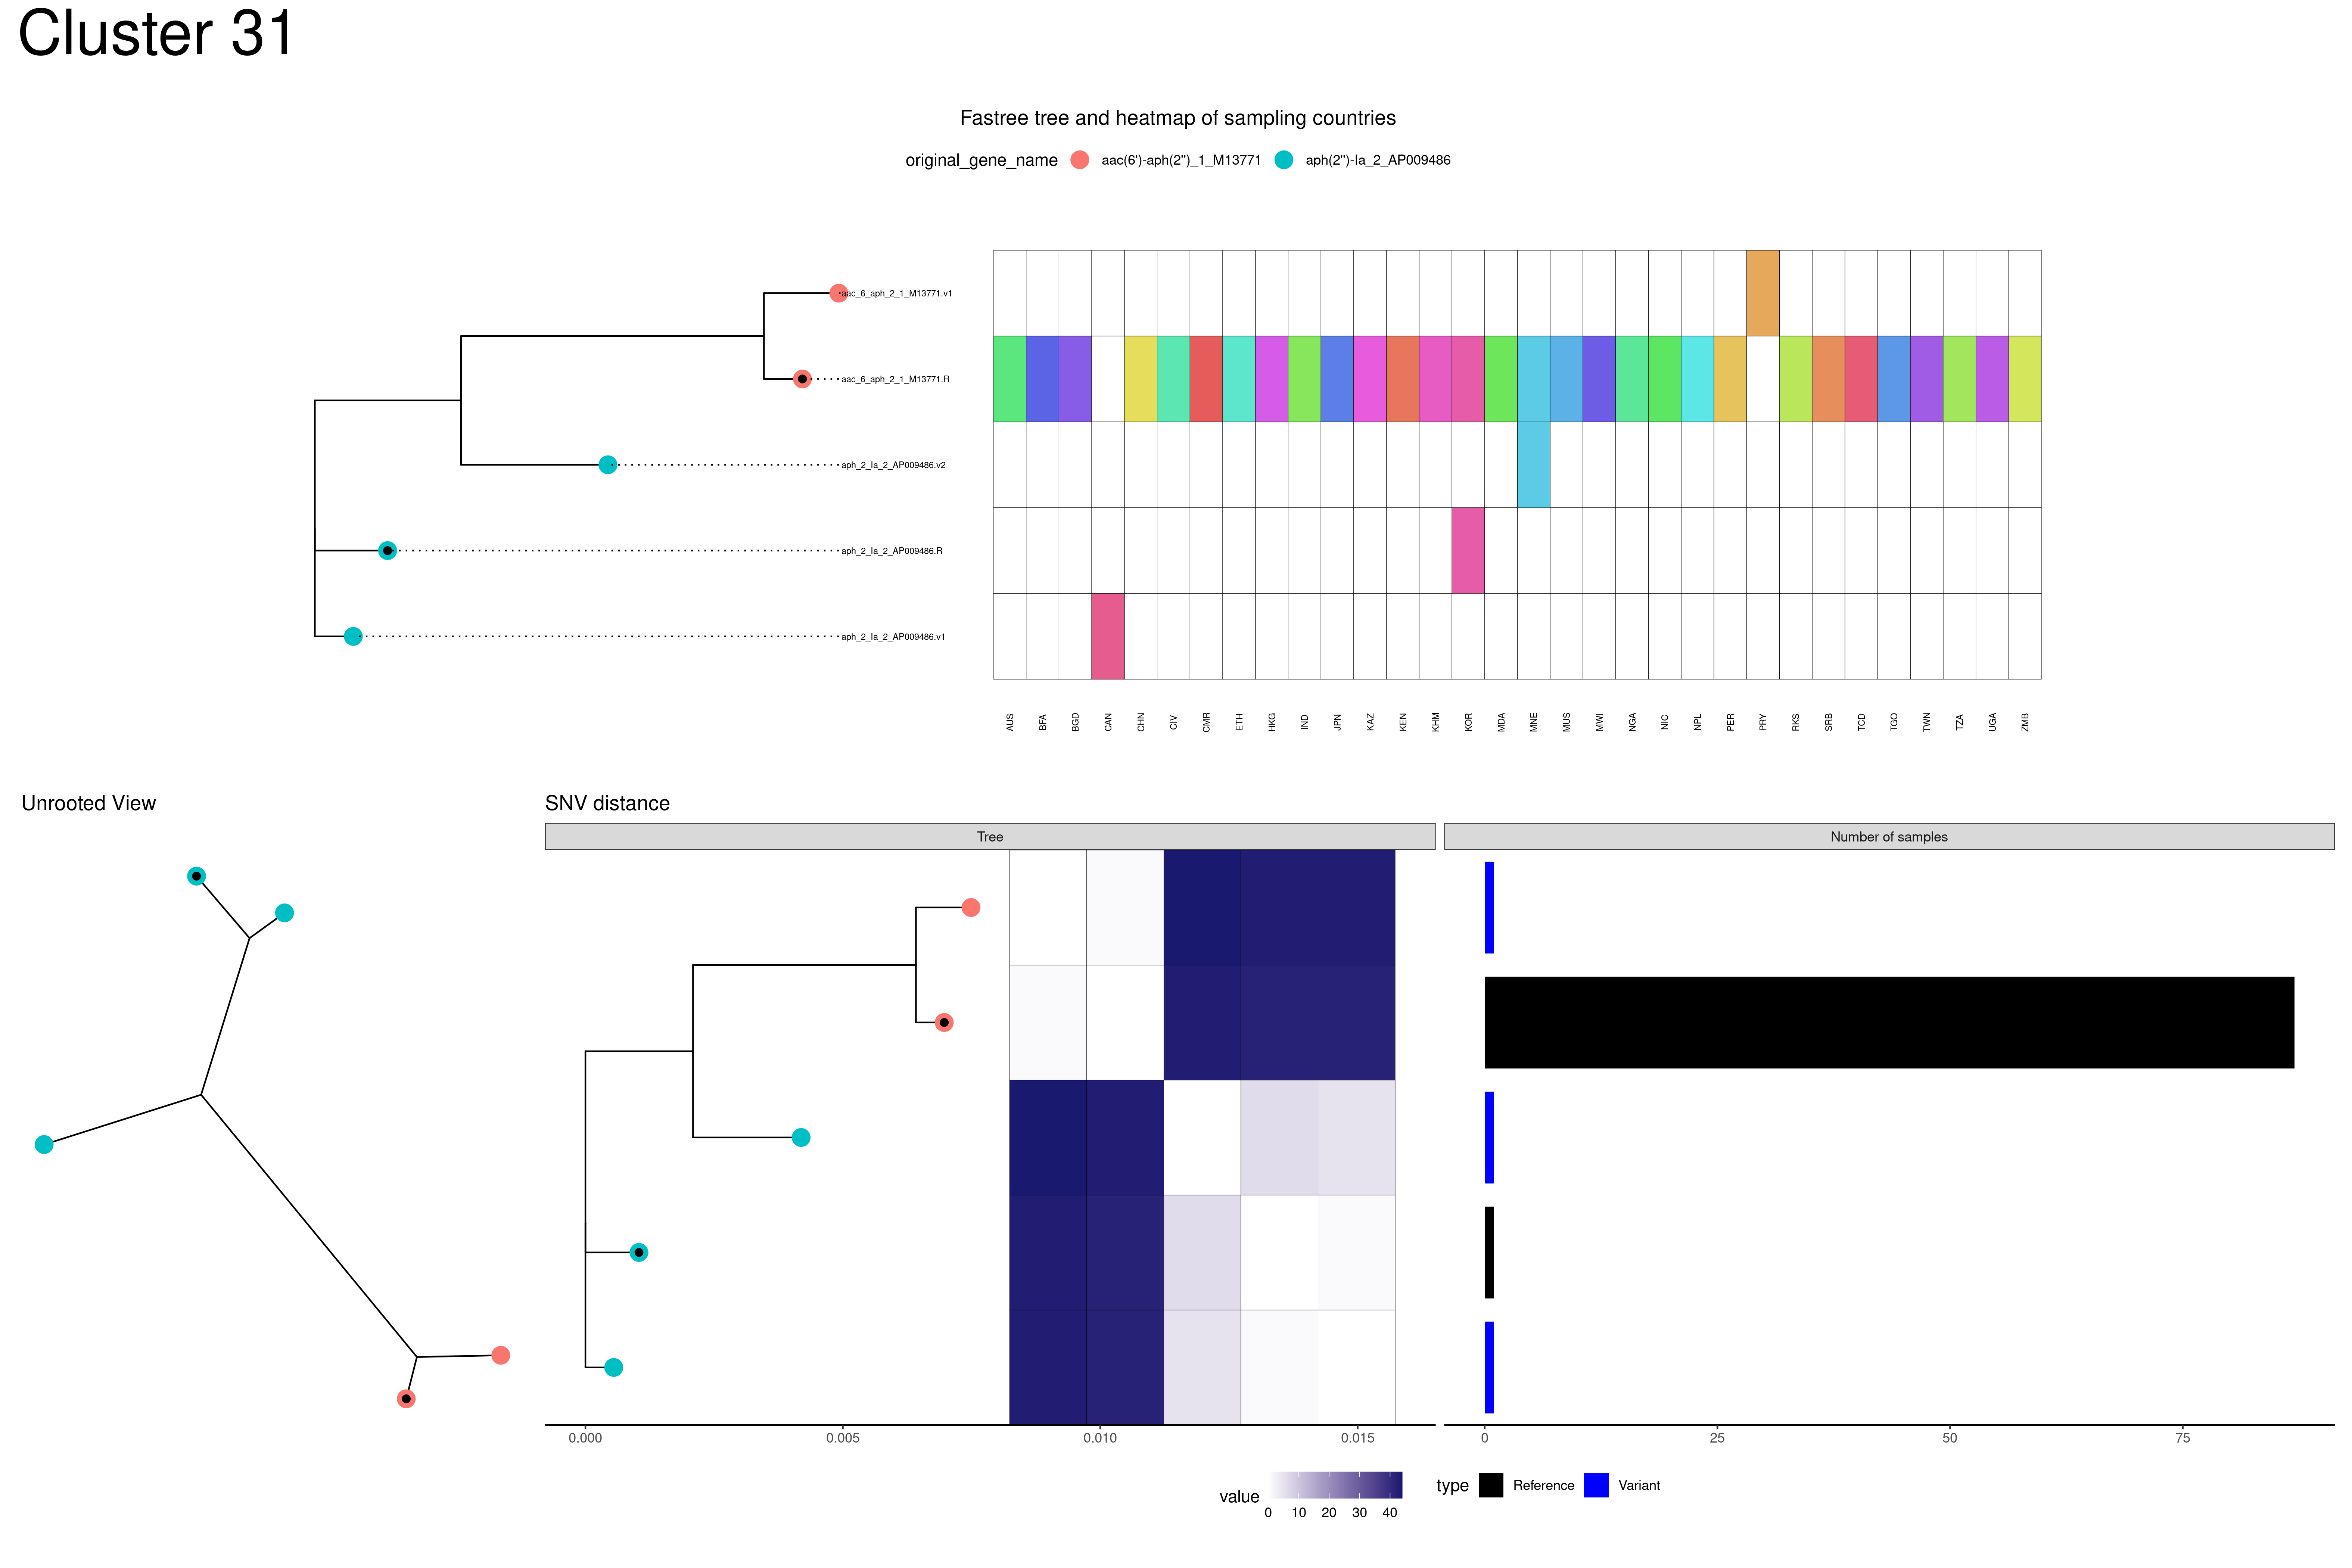 Cluster 31
Fastree tree and heatmap of sampling countries
original_gene_name aac(6')-aph(2'')_1_M13771 aph(2'')-Ia_2_AP009486
aac_6_aph_2_1_M13771.v1
aac_6_aph_2_1_M13771.R
aph_2_Ia_2_AP009486.v2
aph_2_Ia_2_AP009486.R
aph_2_Ia_2_AP009486.v1
AUS BFA BGD CAN CHN CIV CMR ETH HKG IND JPN KAZ KEN KHM KOR MDA MNE MUS MWI NGA NIC NPL PER PRY RKS SRB TCD TGO TWN TZA UGA ZMB
Unrooted View
SNV distance
Tree
Number of samples
0.000 0.005 0.010 0.015
0 25 50 75
value
0 10 20 30 40
type Reference Variant